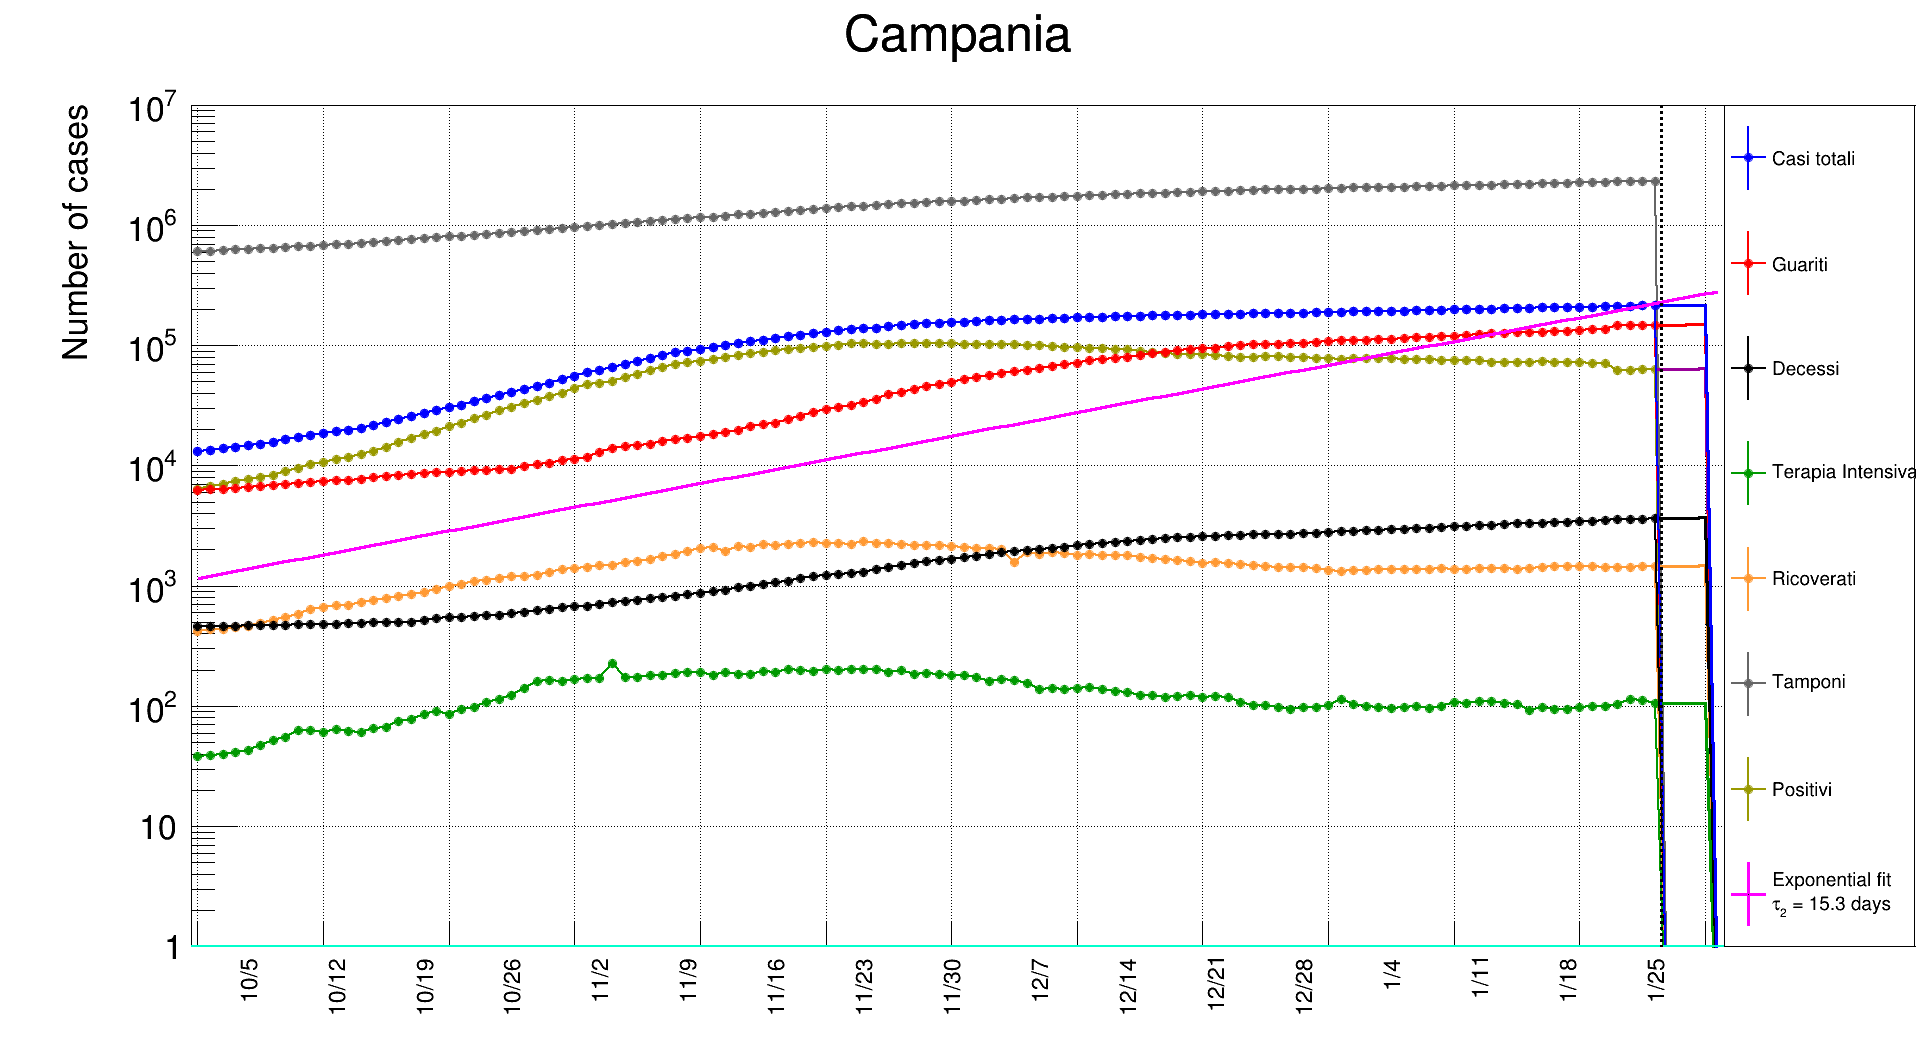 Campania
Number of cases
10^7
10^6
10^5
10^4
10^3
10^2
10
1
10/5
10/12
10/19
10/26
11/2
11/9
11/16
11/23
11/30
12/7
12/14
12/21
12/28
1/4
1/11
1/18
1/25
Casi totali
Guariti
Decessi
Terapia Intensiva
Ricoverati
Tamponi
Positivi
Exponential fit
τ_2 = 15.3 days